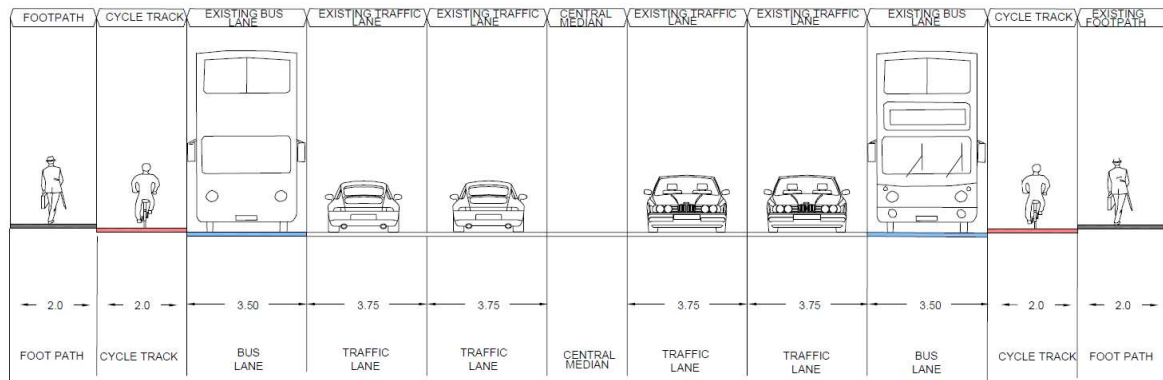 FOOTPATH
CYCLE TRACK
EXISTING BUS
LANE
EXISTING TRAFFIC
LANE
EXISTING TRAFFIC
LANE
CENTRAL
MEDIAN
EXISTING TRAFFIC
LANE
EXISTING TRAFFIC
LANE
EXISTING BUS
LANE
CYCLE TRACK
EXISTING
FOOTPATH
2.0
2.0
3.50
3.75
3.75
3.75
3.75
3.50
2.0
2.0
FOOT PATH
CYCLE TRACK
BUS
LANE
TRAFFIC
LANE
TRAFFIC
LANE
CENTRAL
MEDIAN
TRAFFIC
LANE
TRAFFIC
LANE
BUS
LANE
CYCLE TRACK
FOOT PATH